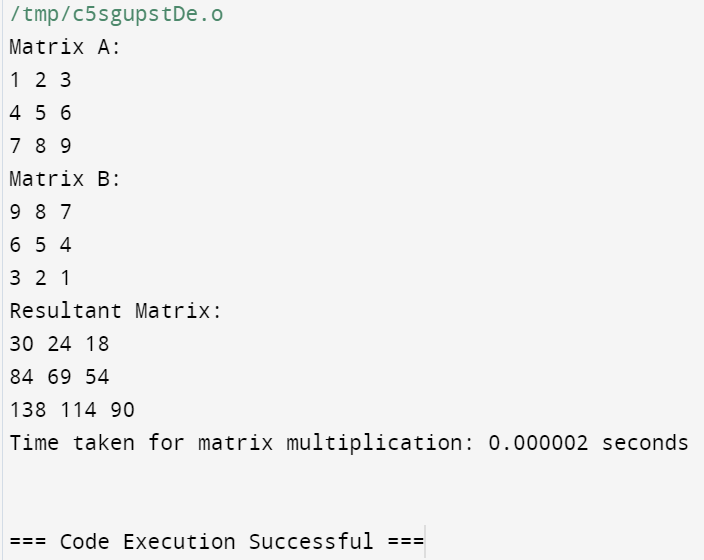 /tmp/c5sgupstDe.o
Matrix A:
1 2 3
4 5 6
7 8 9
Matrix B:
9 8 7
6 5 4
3 2 1
Resultant Matrix:
30 24 18
84 69 54
138 114 90
Time taken for matrix multiplication: 0.000002 seconds
=== Code Execution Successful ===